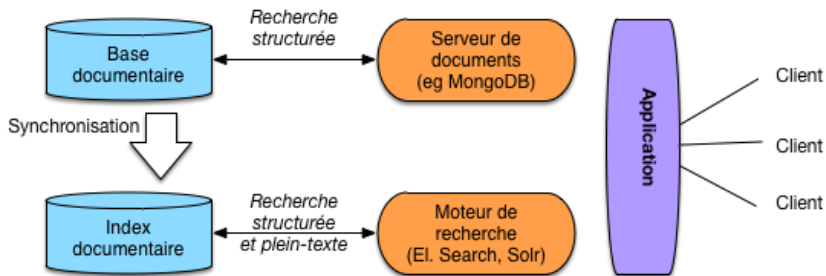 Recherche
structurée
Base
documentaire
Serveur de
documents
(eg MongoDB)
Synchronisation
Index
documentaire
Recherche
structurée
et plein-texte
Moteur de
recherche
(El. Search, Solr)
Application
Client
Client
Client